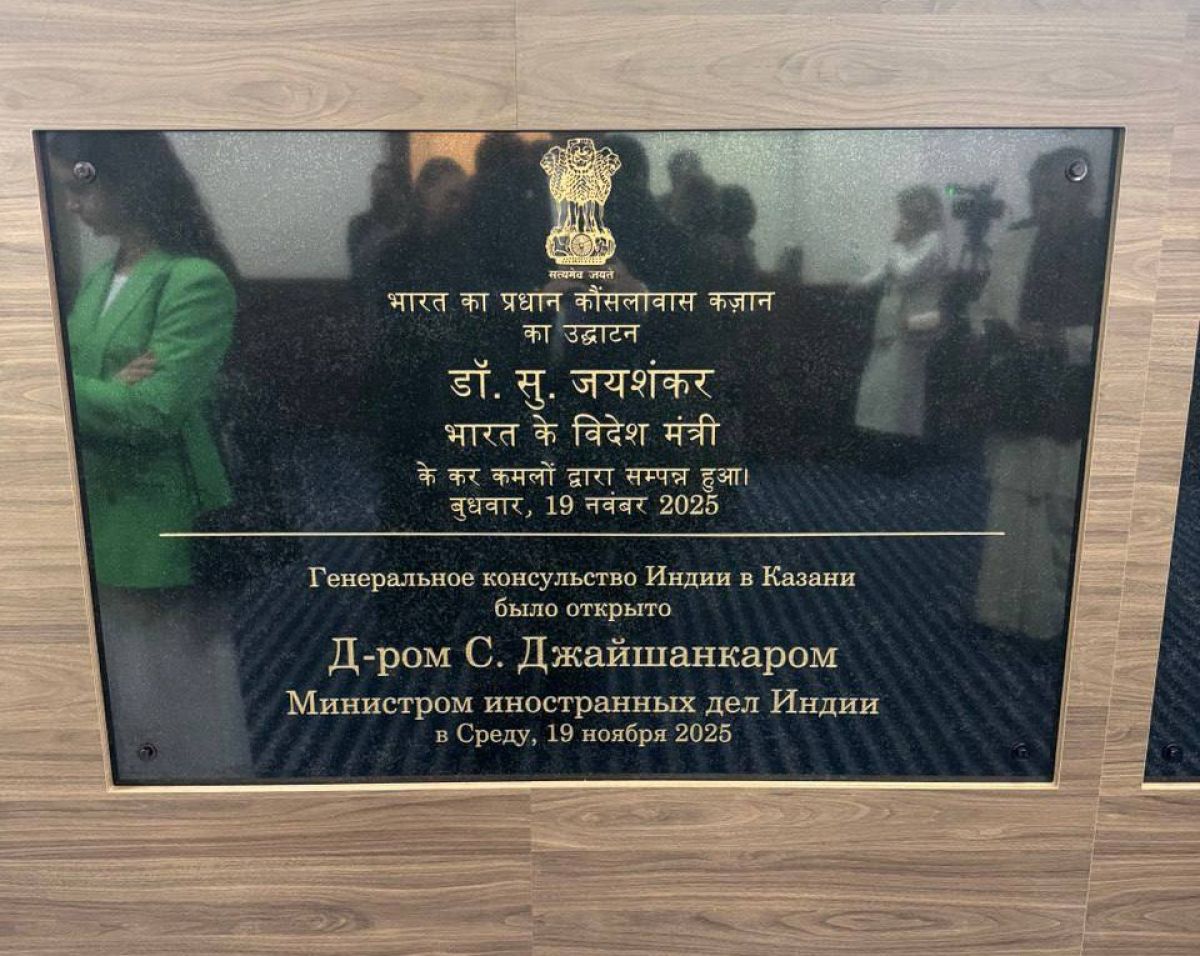 सत्यमेव जयते
भारत का प्रधान कौंसलावास कज़ान
का उद्घाटन
डॉ. सु. जयशंकर
भारत के विदेश मंत्री
के कर कमलों द्वारा सम्पन्न हुआ।
बुधवार, 19 नवंबर 2025
Генеральное консульство Индии в Казани
было открыто
Д-ром С. Джайшанкаром
Министром иностранных дел Индии
в Среду, 19 ноября 2025